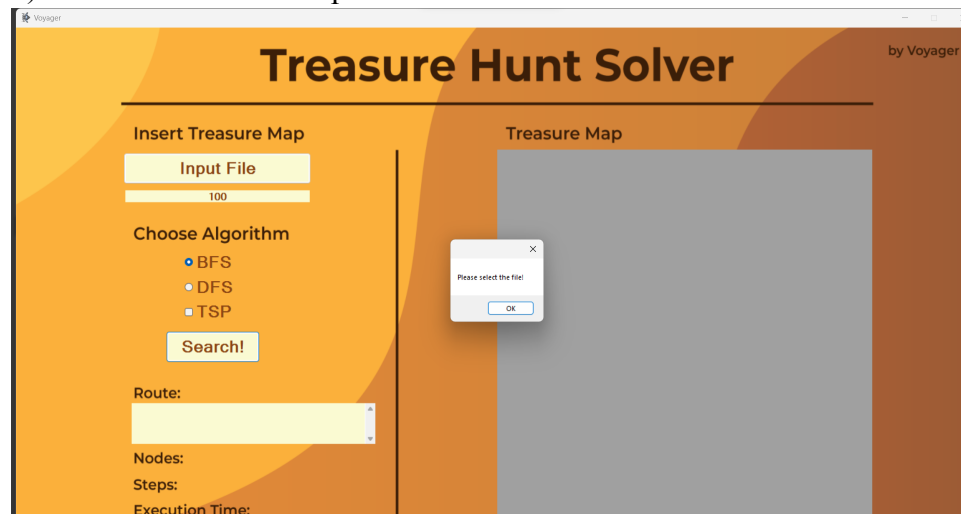 Voyager
Treasure Hunt Solver
by Voyager
Insert Treasure Map
Treasure Map
Input File
100
Choose Algorithm
BFS
DFS
TSP
Please select the file!
OK
Search!
Route:
Nodes:
Steps:
Execution Time: